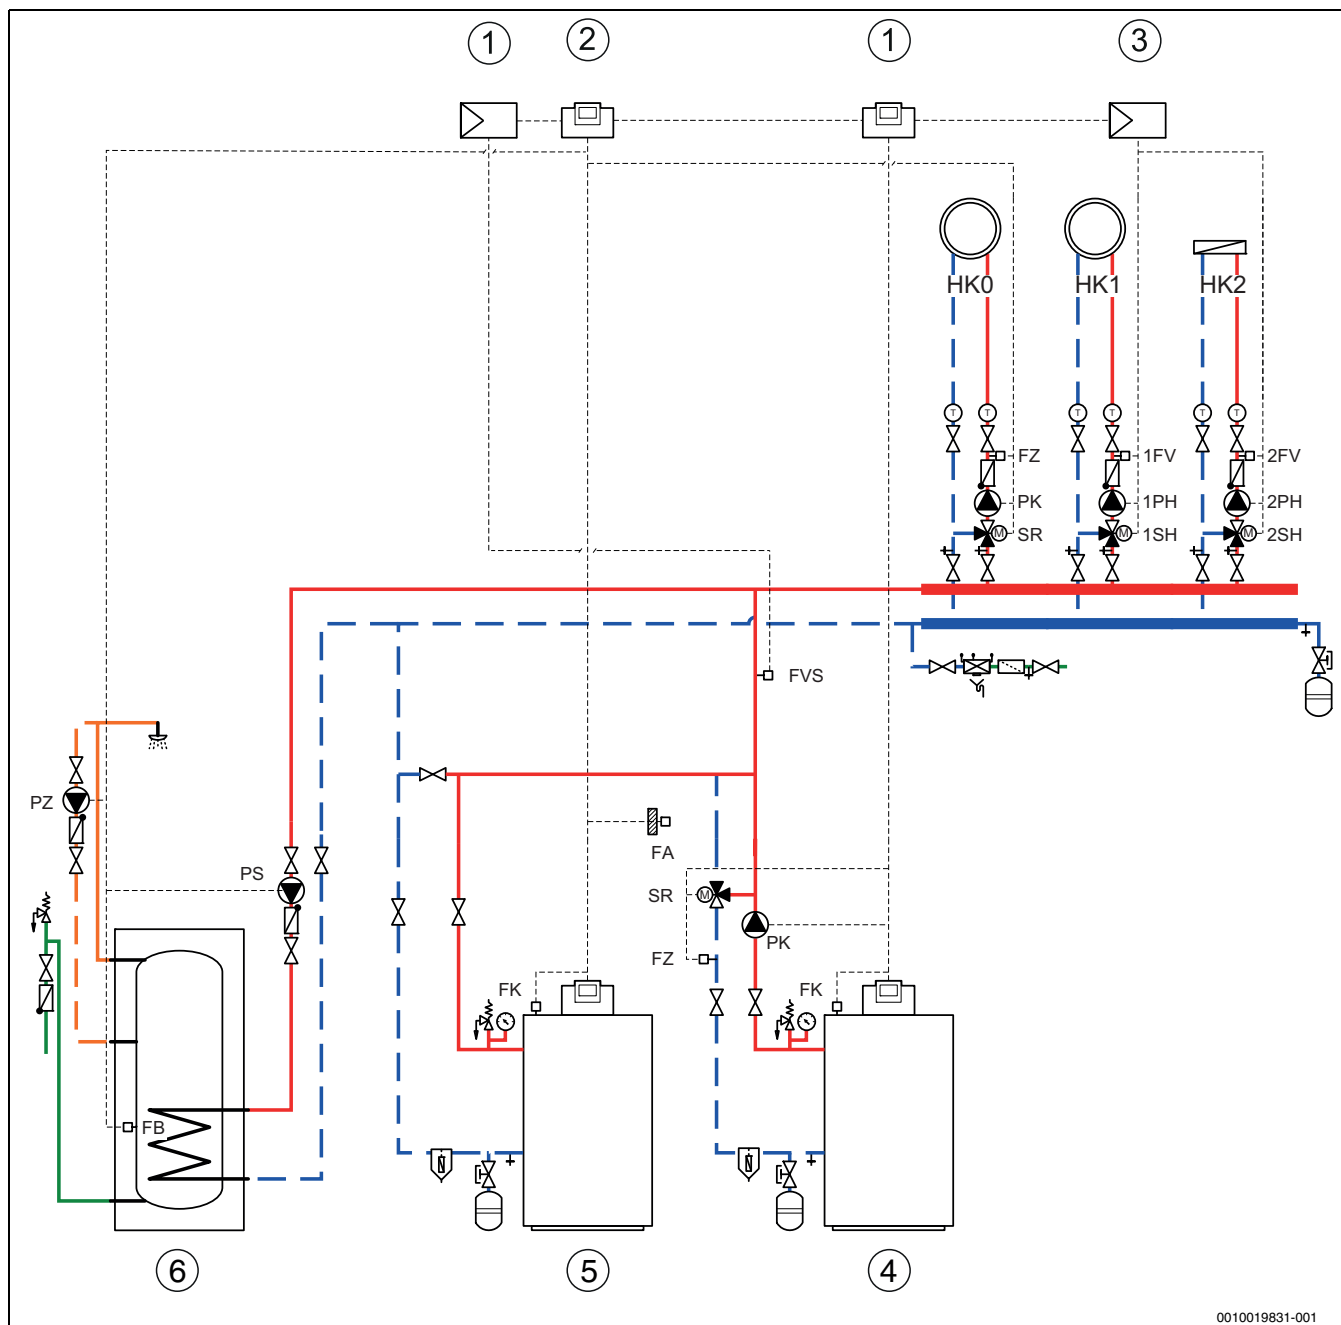 1 2 1 3
HK0 HK1 HK2
T T T T T T
FZ 1FV 2FV
PK 1PH 2PH
M SR M 1SH M 2SH
FVS
PZ
FA
PS
SR M
PK
FZ
FK FK
FB
6 5 4
0010019831-001